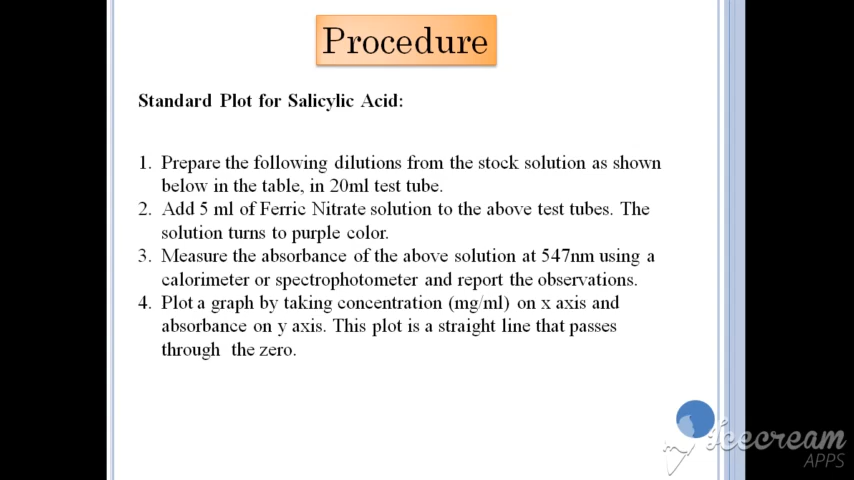 Procedure
Standard Plot for Salicylic Acid:
1. Prepare the following dilutions from the stock solution as shown
below in the table, in 20ml test tube.
2. Add 5 ml of Ferric Nitrate solution to the above test tubes. The
solution turns to purple color.
3. Measure the absorbance of the above solution at 547nm using a
calorimeter or spectrophotometer and report the observations.
4. Plot a graph by taking concentration (mg/ml) on x axis and
absorbance on y axis. This plot is a straight line that passes
through the zero.
Icecream
APPS